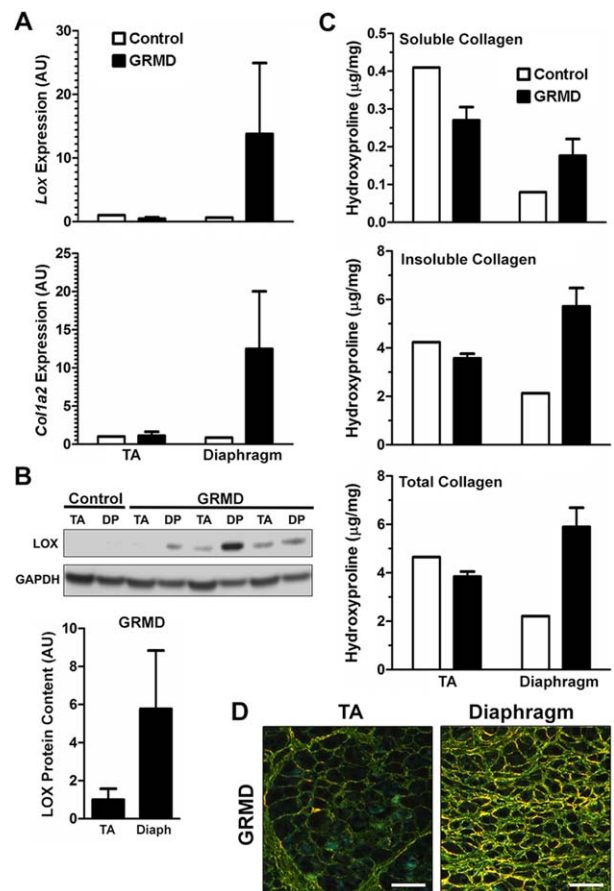 A
Control
GRMD
Lox Expression (AU)
30
20
10
0
Col1a2 Expression (AU)
25
20
15
10
5
0
TA Diaphragm
B
Control GRMD
TA DP TA DP TA DP TA DP
LOX
GAPDH
GRMD
LOX Protein Content (AU)
10
8
6
4
2
0
TA Diaph
C
Soluble Collagen
Control
GRMD
Hydroxyproline (µg/mg)
0.5
0.4
0.3
0.2
0.1
0.0
Insoluble Collagen
Hydroxyproline (µg/mg)
8
6
4
2
0
Total Collagen
Hydroxyproline (µg/mg)
8
6
4
2
0
TA Diaphragm
D
TA Diaphragm
GRMD